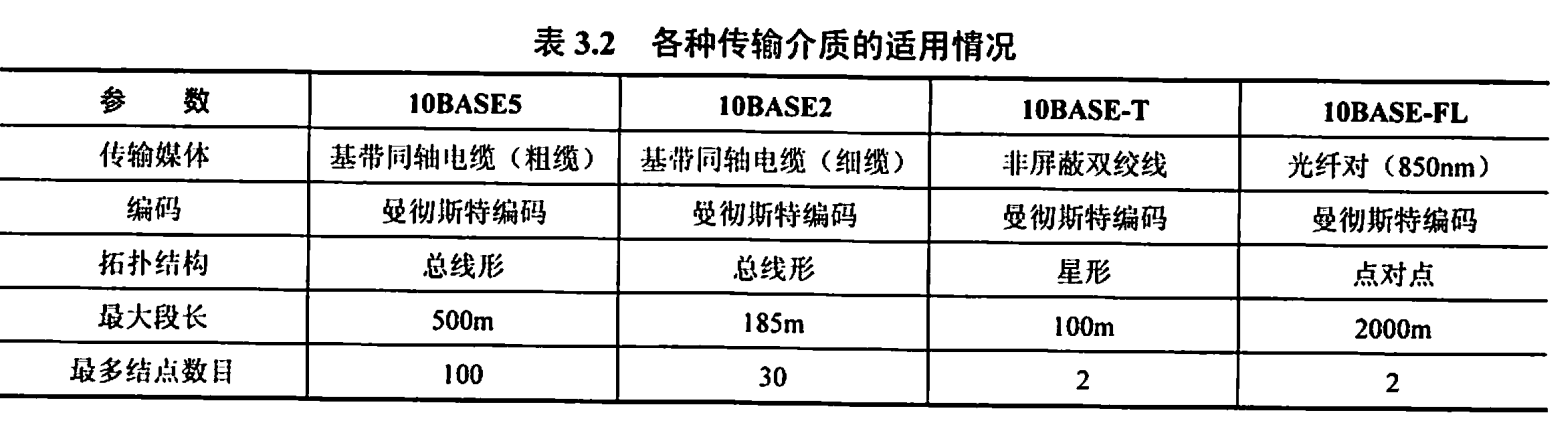 表 3.2 各种传输介质的适用情况
参 数 10BASE5 10BASE2 10BASE-T 10BASE-FL
传输媒体 基带同轴电缆（粗缆） 基带同轴电缆（细缆） 非屏蔽双绞线 光纤对（850nm）
编码 曼彻斯特编码 曼彻斯特编码 曼彻斯特编码 曼彻斯特编码
拓扑结构 总线形 总线形 星形 点对点
最大段长 500m 185m 100m 2000m
最多结点数目 100 30 2 2